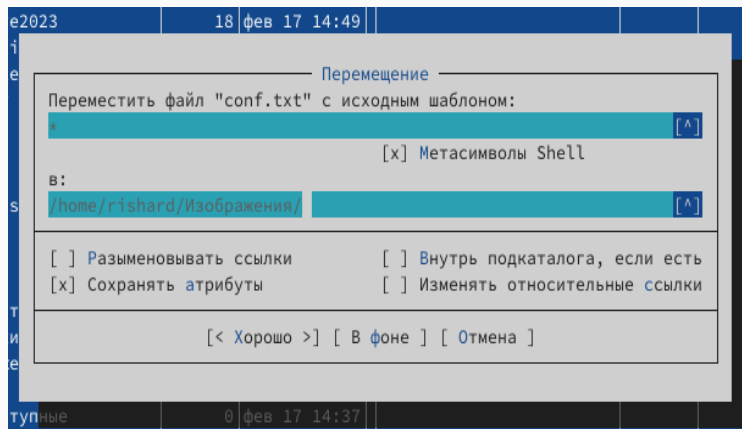 e2023 18 фев 17 14:49
i
e
Перемещение
Переместить файл "conf.txt" с исходным шаблоном:
* [^]
[x] Метасимволы Shell
в:
s /home/rishard/Изображения/ [^]
[ ] Разыменовывать ссылки [ ] Внутрь подкаталога, если есть
[x] Сохранять атрибуты [ ] Изменять относительные ссылки
т
и [< Хорошо >] [ В фоне ] [ Отмена ]
е
тупные 0 фев 17 14:37